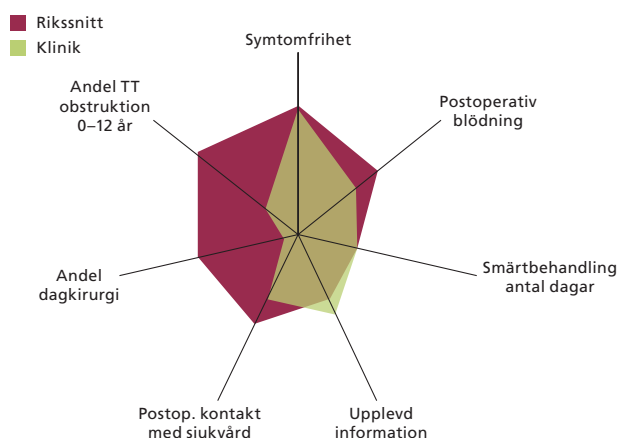 Rikssnitt
Klinik
Symtomfrihet
Andel TT
obstruktion
0–12 år
Postoperativ
blödning
Andel
dagkirurgi
Smärtbehandling
antal dagar
Postop. kontakt
med sjukvård
Upplevd
information